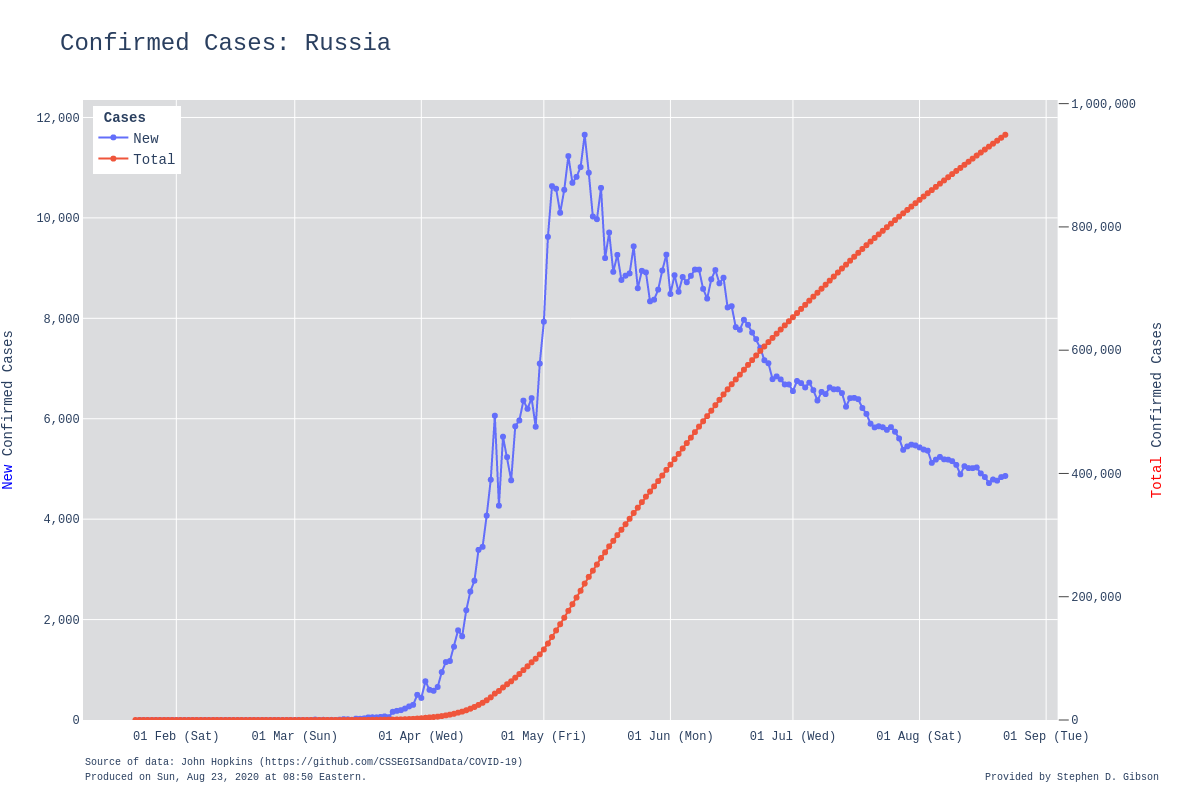 Confirmed Cases: Russia
Cases
New
Total
12,000
10,000
8,000
6,000
4,000
2,000
0
1,000,000
800,000
600,000
400,000
200,000
0
New Confirmed Cases
Total Confirmed Cases
01 Feb (Sat)
01 Mar (Sun)
01 Apr (Wed)
01 May (Fri)
01 Jun (Mon)
01 Jul (Wed)
01 Aug (Sat)
01 Sep (Tue)
Source of data: John Hopkins (https://github.com/CSSEGISandData/COVID-19)
Produced on Sun, Aug 23, 2020 at 08:50 Eastern.
Provided by Stephen D. Gibson